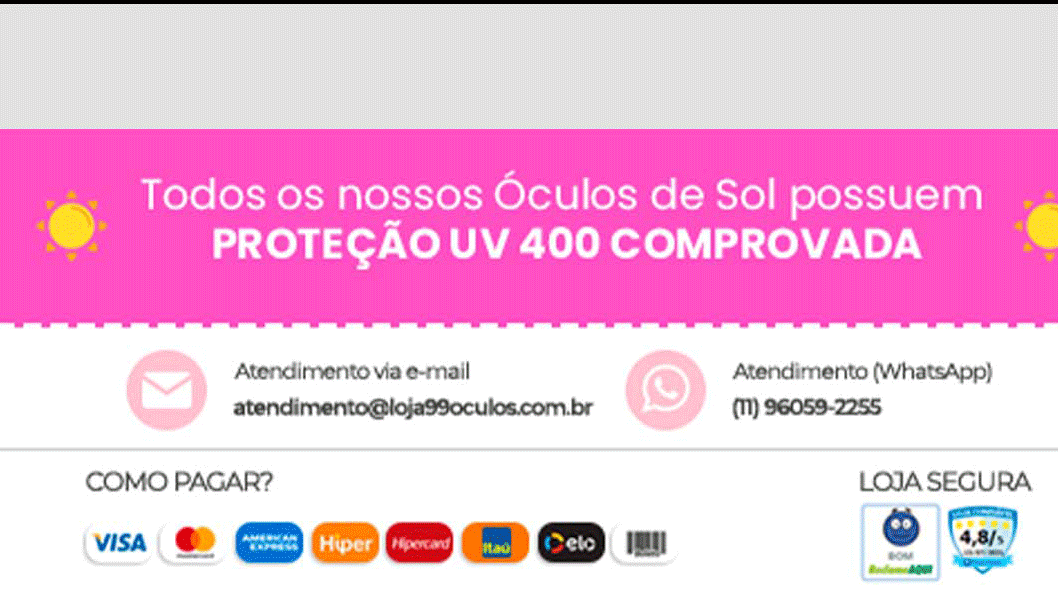 Todos os nossos Óculos de Sol possuem
PROTEÇÃO UV 400 COMPROVADA
Atendimento via e-mail
atendimento@loja99oculos.com.br
Atendimento (WhatsApp)
(11) 96059-2255
COMO PAGAR?
LOJA SEGURA
VISA
mastercard
AMERICAN EXPRESS
Hiper
Hipercard
Itaú
elo
BOM
ReclameAQUI
4,8/5